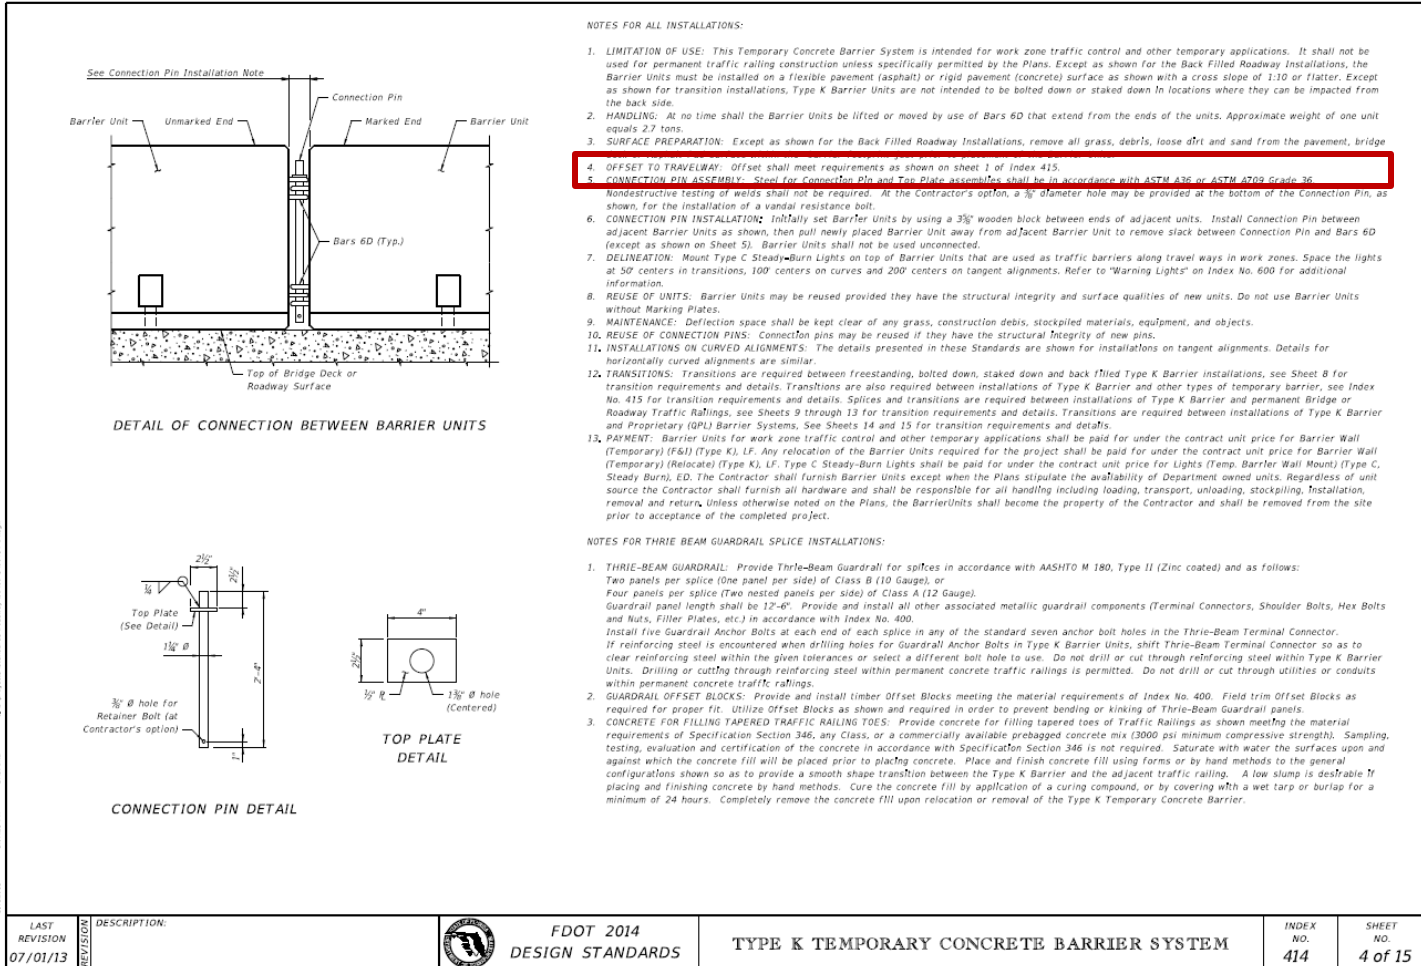 See Connection Pin Installation Note
Connection Pin
Barrier Unit
Unmarked End
Marked End
Barrier Unit
Bars 6D (Typ.)
Top of Bridge Deck or
Roadway Surface
DETAIL OF CONNECTION BETWEEN BARRIER UNITS
2½"
2½"
¼
Top Plate
(See Detail)
1¼" Ø
2'-4"
⅜" Ø hole for
Retainer Bolt (at
Contractor's option)
1"
CONNECTION PIN DETAIL
4"
2½"
½" ℞
1⅜" Ø hole
(Centered)
TOP PLATE
DETAIL
NOTES FOR ALL INSTALLATIONS:
1. LIMITATION OF USE: This Temporary Concrete Barrier System is intended for work zone traffic control and other temporary applications. It shall not be
used for permanent traffic railing construction unless specifically permitted by the Plans. Except as shown for the Back Filled Roadway Installations, the
Barrier Units must be installed on a flexible pavement (asphalt) or rigid pavement (concrete) surface as shown with a cross slope of 1:10 or flatter. Except
as shown for transition installations, Type K Barrier Units are not intended to be bolted down or staked down in locations where they can be impacted from
the back side.
2. HANDLING: At no time shall the Barrier Units be lifted or moved by use of Bars 6D that extend from the ends of the units. Approximate weight of one unit
equals 2.7 tons.
3. SURFACE PREPARATION: Except as shown for the Back Filled Roadway Installations, remove all grass, debris, loose dirt and sand from the pavement, bridge
4. OFFSET TO TRAVELWAY: Offset shall meet requirements as shown on sheet 1 of Index 415.
5. CONNECTION PIN ASSEMBLY: Steel for Connection Pin and Top Plate assemblies shall be in accordance with ASTM A36 or ASTM A709 Grade 36.
Nondestructive testing of welds shall not be required. At the Contractor's option, a ⅜" diameter hole may be provided at the bottom of the Connection Pin, as
shown, for the installation of a vandal resistance bolt.
6. CONNECTION PIN INSTALLATION: Initially set Barrier Units by using a 3⅝" wooden block between ends of adjacent units. Install Connection Pin between
adjacent Barrier Units as shown, then pull newly placed Barrier Unit away from adjacent Barrier Unit to remove slack between Connection Pin and Bars 6D
(except as shown on Sheet 5). Barrier Units shall not be used unconnected.
7. DELINEATION: Mount Type C Steady-Burn Lights on top of Barrier Units that are used as traffic barriers along travel ways in work zones. Space the lights
at 50' centers in transitions, 100' centers on curves and 200' centers on tangent alignments. Refer to "Warning Lights" on Index No. 600 for additional
information.
8. REUSE OF UNITS: Barrier Units may be reused provided they have the structural integrity and surface qualities of new units. Do not use Barrier Units
without Marking Plates.
9. MAINTENANCE: Deflection space shall be kept clear of any grass, construction debis, stockpiled materials, equipment, and objects.
10. REUSE OF CONNECTION PINS: Connection pins may be reused if they have the structural integrity of new pins.
11. INSTALLATIONS ON CURVED ALIGNMENTS: The details presented in these Standards are shown for installations on tangent alignments. Details for
horizontally curved alignments are similar.
12. TRANSITIONS: Transitions are required between freestanding, bolted down, staked down and back filled Type K Barrier installations, see Sheet 8 for
transition requirements and details. Transitions are also required between installations of Type K Barrier and other types of temporary barrier, see Index
No. 415 for transition requirements and details. Splices and transitions are required between installations of Type K Barrier and permanent Bridge or
Roadway Traffic Railings, see Sheets 9 through 13 for transition requirements and details. Transitions are required between installations of Type K Barrier
and Proprietary (QPL) Barrier Systems, See Sheets 14 and 15 for transition requirements and details.
13. PAYMENT: Barrier Units for work zone traffic control and other temporary applications shall be paid for under the contract unit price for Barrier Wall
(Temporary) (F&I) (Type K), LF. Any relocation of the Barrier Units required for the project shall be paid for under the contract unit price for Barrier Wall
(Temporary) (Relocate) (Type K), LF. Type C Steady-Burn Lights shall be paid for under the contract unit price for Lights (Temp. Barrier Wall Mount) (Type C,
Steady Burn), ED. The Contractor shall furnish Barrier Units except when the Plans stipulate the availability of Department owned units. Regardless of unit
source the Contractor shall furnish all hardware and shall be responsible for all handling including loading, transport, unloading, stockpiling, installation,
removal and return. Unless otherwise noted on the Plans, the BarrierUnits shall become the property of the Contractor and shall be removed from the site
prior to acceptance of the completed project.
NOTES FOR THRIE BEAM GUARDRAIL SPLICE INSTALLATIONS:
1. THRIE-BEAM GUARDRAIL: Provide Thrie-Beam Guardrail for splices in accordance with AASHTO M 180, Type II (Zinc coated) and as follows:
Two panels per splice (One panel per side) of Class B (10 Gauge), or
Four panels per splice (Two nested panels per side) of Class A (12 Gauge).
Guardrail panel length shall be 12'-6". Provide and install all other associated metallic guardrail components (Terminal Connectors, Shoulder Bolts, Hex Bolts
and Nuts, Filler Plates, etc.) in accordance with Index No. 400.
Install five Guardrail Anchor Bolts at each end of each splice in any of the standard seven anchor bolt holes in the Thrie-Beam Terminal Connector.
If reinforcing steel is encountered when drilling holes for Guardrail Anchor Bolts in Type K Barrier Units, shift Thrie-Beam Terminal Connector so as to
clear reinforcing steel within the given tolerances or select a different bolt hole to use. Do not drill or cut through reinforcing steel within Type K Barrier
Units. Drilling or cutting through reinforcing steel within permanent concrete traffic railings is permitted. Do not drill or cut through utilities or conduits
within permanent concrete traffic railings.
2. GUARDRAIL OFFSET BLOCKS: Provide and install timber Offset Blocks meeting the material requirements of Index No. 400. Field trim Offset Blocks as
required for proper fit. Utilize Offset Blocks as shown and required in order to prevent bending or kinking of Thrie-Beam Guardrail panels.
3. CONCRETE FOR FILLING TAPERED TRAFFIC RAILING TOES: Provide concrete for filling tapered toes of Traffic Railings as shown meeting the material
requirements of Specification Section 346, any Class, or a commercially available prebagged concrete mix (3000 psi minimum compressive strength). Sampling,
testing, evaluation and certification of the concrete in accordance with Specification Section 346 is not required. Saturate with water the surfaces upon and
against which the concrete fill will be placed prior to placing concrete. Place and finish concrete fill using forms or by hand methods to the general
configurations shown so as to provide a smooth shape transition between the Type K Barrier and the adjacent traffic railing. A low slump is desirable if
placing and finishing concrete by hand methods. Cure the concrete fill by application of a curing compound, or by covering with a wet tarp or burlap for a
minimum of 24 hours. Completely remove the concrete fill upon relocation or removal of the Type K Temporary Concrete Barrier.
LAST
REVISION
07/01/13
REVISION
DESCRIPTION:
FDOT 2014
DESIGN STANDARDS
TYPE K TEMPORARY CONCRETE BARRIER SYSTEM
INDEX
NO.
414
SHEET
NO.
4 of 15